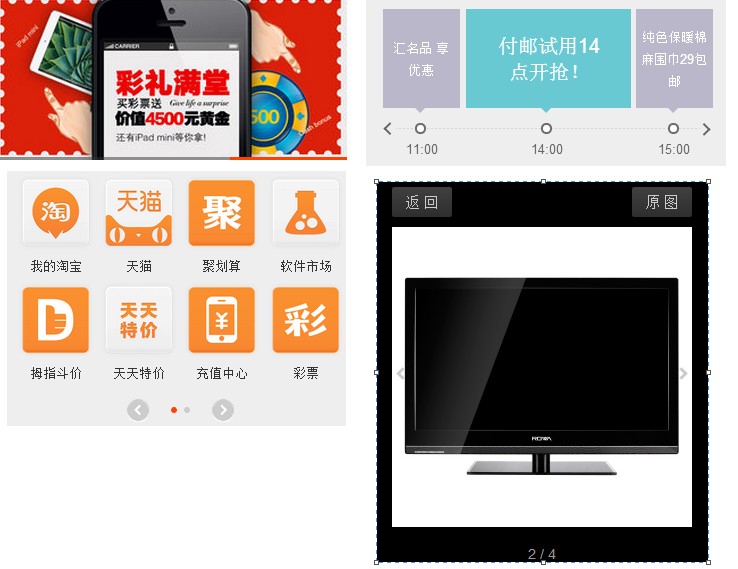 iPad mini
CARRIER
彩礼满堂
买彩票送 Give life a surprise
价值4500元黄金
还有iPad mini等你拿!
500
Cash bonus
淘
天猫
聚
我的淘宝
天猫
聚划算
软件市场
D
天天
特价
¥
彩
拇指斗价
天天特价
充值中心
彩票
汇名品 享
优惠
付邮试用14
点开抢！
纯色保暖棉
麻围巾29包
邮
11:00
14:00
15:00
返回
原图
ROWA
2 / 4